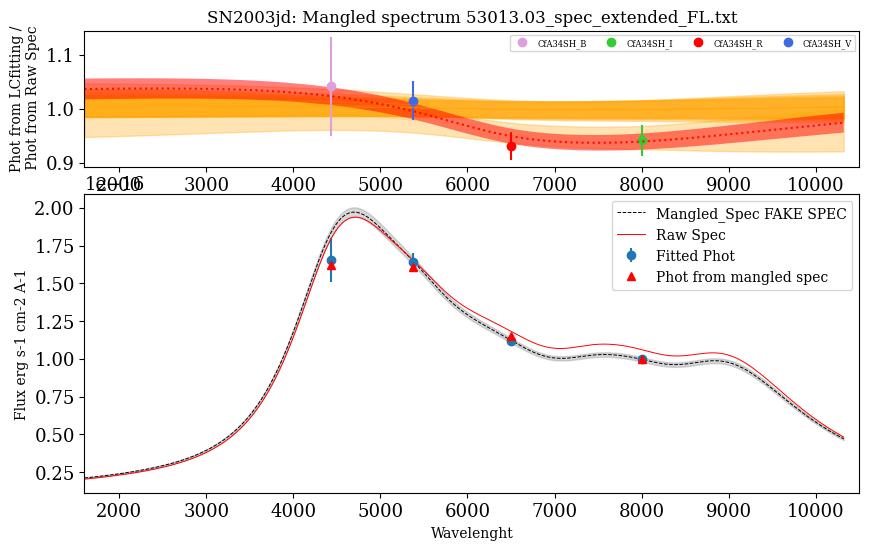 SN2003jd: Mangled spectrum 53013.03_spec_extended_FL.txt
Phot from LCfitting /
Phot from Raw Spec
1.1
1.0
0.9
CfA34SH_B
CfA34SH_I
CfA34SH_R
CfA34SH_V
2000 3000 4000 5000 6000 7000 8000 9000 10000
1e−16
Flux erg s-1 cm-2 A-1
2.00
1.75
1.50
1.25
1.00
0.75
0.50
0.25
Mangled_Spec FAKE SPEC
Raw Spec
Fitted Phot
Phot from mangled spec
2000 3000 4000 5000 6000 7000 8000 9000 10000
Wavelenght